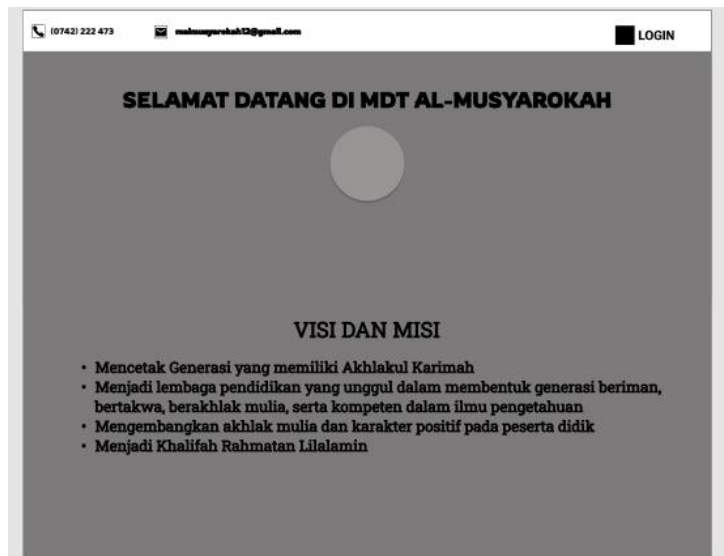 (0742) 222 473
LOGIN
SELAMAT DATANG DI MDT AL-MUSYAROKAH
VISI DAN MISI
• Mencetak Generasi yang memiliki Akhlakul Karimah
• Menjadi lembaga pendidikan yang unggul dalam membentuk generasi beriman,
bertakwa, berakhlak mulia, serta kompeten dalam ilmu pengetahuan
• Mengembangkan akhlak mulia dan karakter positif pada peserta didik
• Menjadi Khalifah Rahmatan Lilalamin